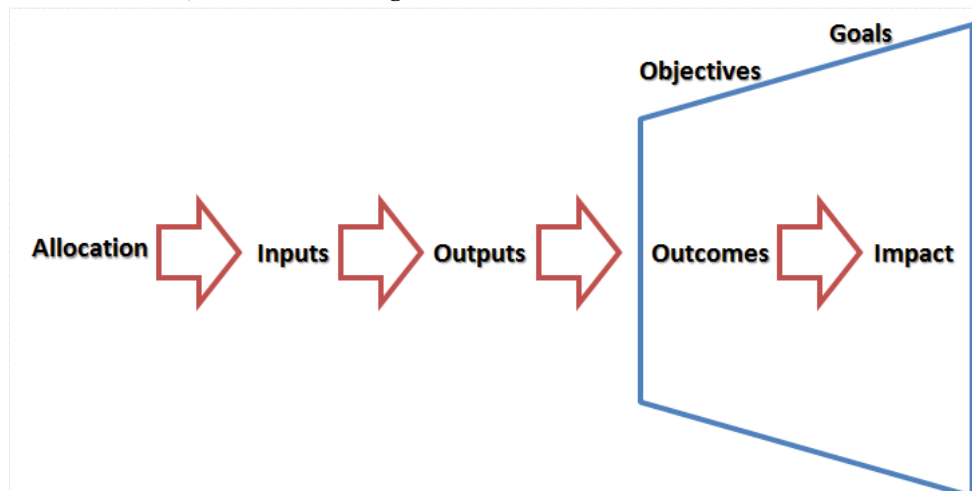 Goals
Objectives
Allocation
Inputs
Outputs
Outcomes
Impact